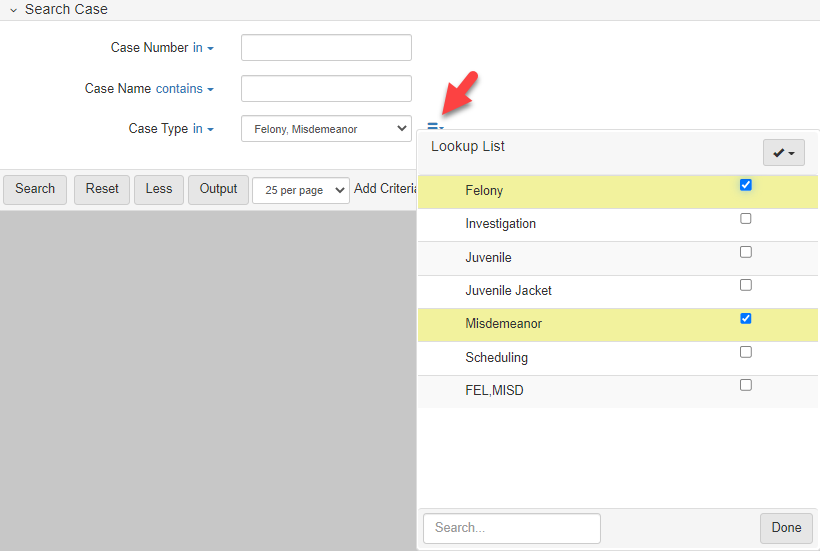 Search Case
Case Number in
Case Name contains
Case Type in Felony, Misdemeanor
Lookup List
Search Reset Less Output 25 per page Add Criteria
Felony
Investigation
Juvenile
Juvenile Jacket
Misdemeanor
Scheduling
FEL,MISD
Search... Done